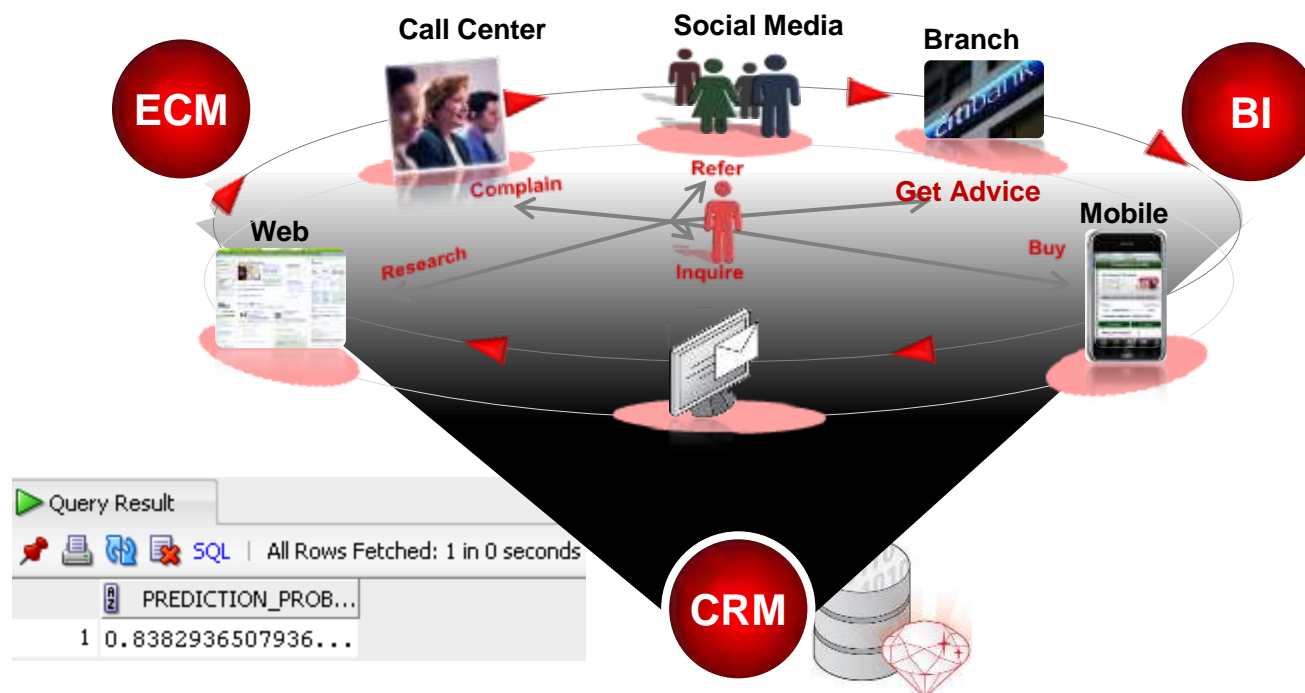 Call Center
Social Media
Branch
ECM
citibank
BI
Refer
Complain
Get Advice
Web
Mobile
Research
Buy
Inquire
Query Result
SQL | All Rows Fetched: 1 in 0 seconds
PREDICTION_PROB...
1 0.8382936507936...
CRM